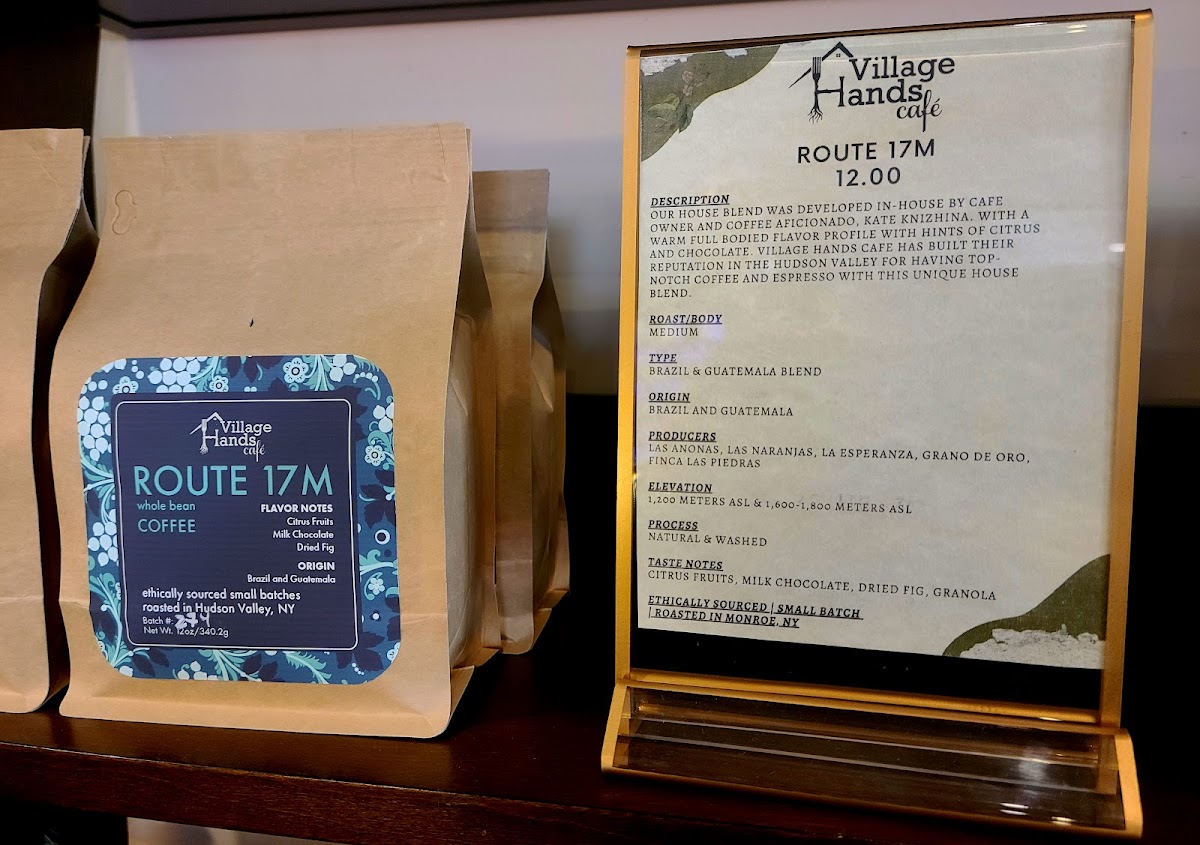 Village
Hands
café
ROUTE 17M
whole bean
COFFEE
FLAVOR NOTES
Citrus Fruits
Milk Chocolate
Dried Fig
ORIGIN
Brazil and Guatemala
ethically sourced small batches
roasted in Hudson Valley, NY
Batch #: 274
Net Wt. 12oz/340.2g
Village
Hands
café
ROUTE 17M
12.00
DESCRIPTION
OUR HOUSE BLEND WAS DEVELOPED IN-HOUSE BY CAFE
OWNER AND COFFEE AFICIONADO, KATE KNIZHINA. WITH A
WARM FULL BODIED FLAVOR PROFILE WITH HINTS OF CITRUS
AND CHOCOLATE. VILLAGE HANDS CAFE HAS BUILT THEIR
REPUTATION IN THE HUDSON VALLEY FOR HAVING TOP-
NOTCH COFFEE AND ESPRESSO WITH THIS UNIQUE HOUSE
BLEND.
ROAST/BODY
MEDIUM
TYPE
BRAZIL & GUATEMALA BLEND
ORIGIN
BRAZIL AND GUATEMALA
PRODUCERS
LAS ANONAS, LAS NARANJAS, LA ESPERANZA, GRANO DE ORO,
FINCA LAS PIEDRAS
ELEVATION
1,200 METERS ASL & 1,600-1,800 METERS ASL
PROCESS
NATURAL & WASHED
TASTE NOTES
CITRUS FRUITS, MILK CHOCOLATE, DRIED FIG, GRANOLA
ETHICALLY SOURCED | SMALL BATCH
| ROASTED IN MONROE, NY